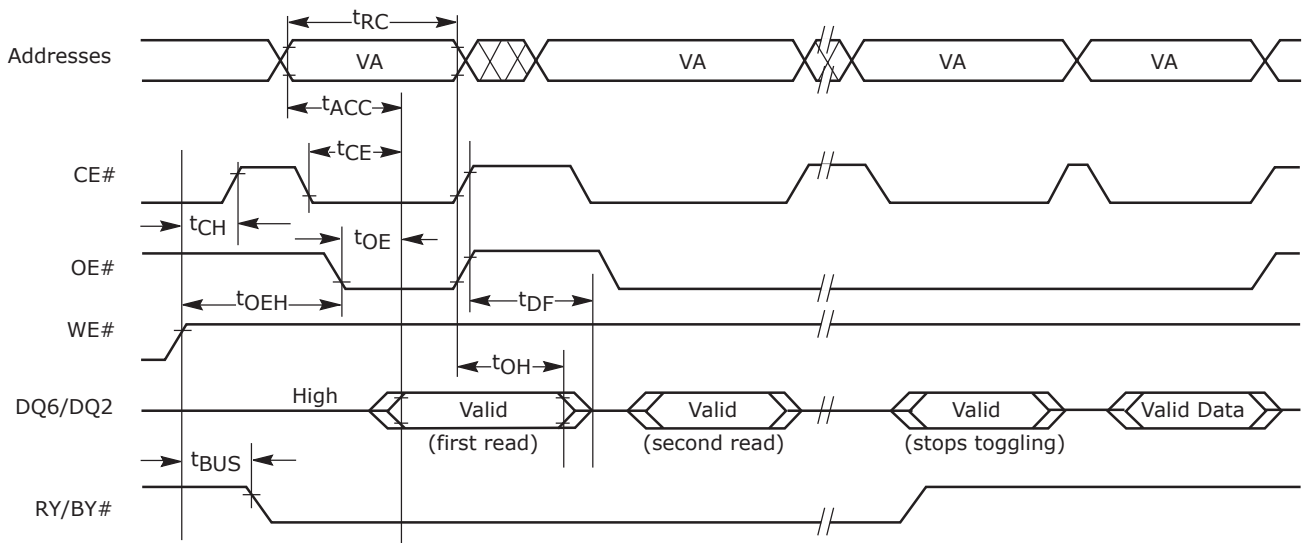 tRC
Addresses VA VA VA VA
tACC
tCE
CE#
tCH
tOE
OE#
tOEH tDF
WE#
tOH
High
DQ6/DQ2 Valid Valid Valid Valid Data
(first read) (second read) (stops toggling)
tBUS
RY/BY#